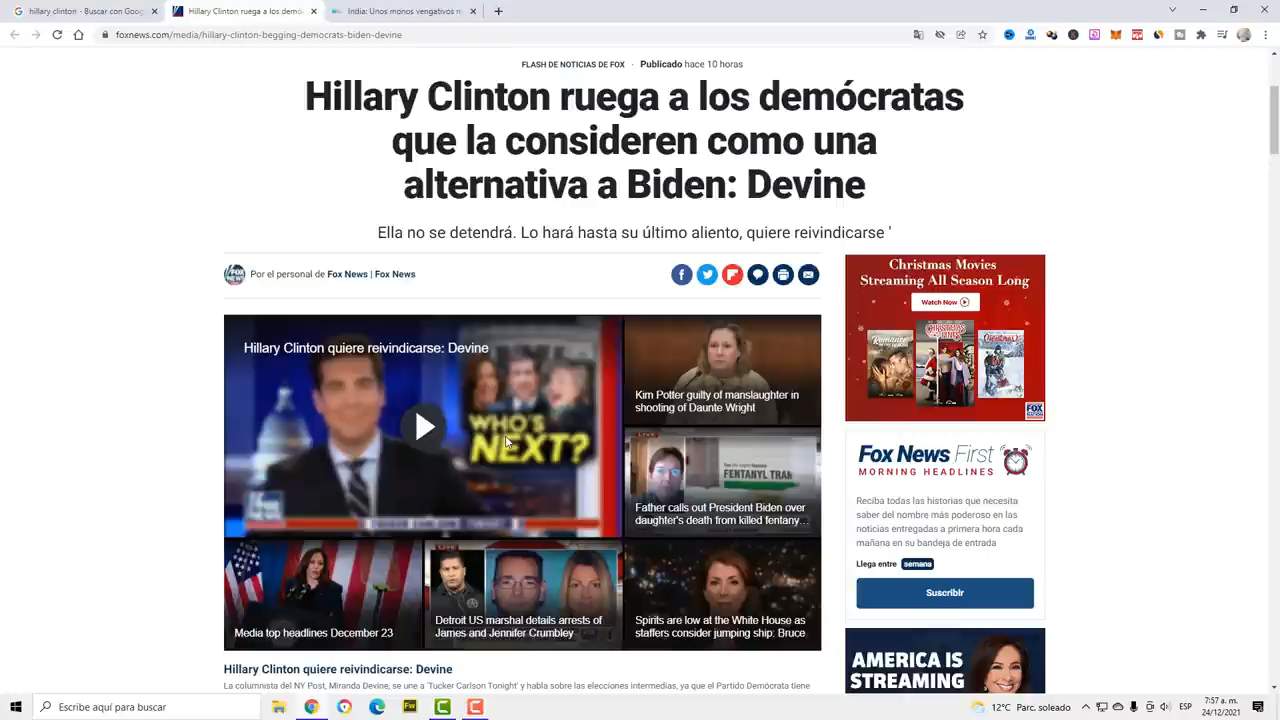 hillary clinton - Buscar con Goog
Hillary Clinton ruega a los demó
India: Unos monos rev
foxnews.com/media/hillary-clinton-begging-democrats-biden-devine
FLASH DE NOTICIAS DE FOX · Publicado hace 10 horas
Hillary Clinton ruega a los demócratas
que la consideren como una
alternativa a Biden: Devine
Ella no se detendrá. Lo hará hasta su último aliento, quiere reivindicarse '
Por el personal de Fox News | Fox News
Christmas Movies
Streaming All Season Long
Watch Now
FOX
NEWS
Hillary Clinton quiere reivindicarse: Devine
WHO'S
NEXT?
Kim Potter guilty of manslaughter in
shooting of Daunte Wright
FENTANYL TRAN
Father calls out President Biden over
daughter's death from killed fentany...
Media top headlines December 23
Detroit US marshal details arrests of
James and Jennifer Crumbley
Spirits are low at the White House as
staffers consider jumping ship: Bruce
Fox News First
MORNING HEADLINES
Reciba todas las historias que necesita
saber del nombre más poderoso en las
noticias entregadas a primera hora cada
mañana en su bandeja de entrada
Llega entre semana
Suscribir
AMERICA IS
STREAMING
Hillary Clinton quiere reivindicarse: Devine
La columnista del NY Post, Miranda Devine, se une a 'Tucker Carlson Tonight' y habla sobre las elecciones intermedias, ya que el Partido Demócrata tiene
Escribe aquí para buscar
Fw
12°C Parc. soleado
ESP
7:57 a. m.
24/12/2021